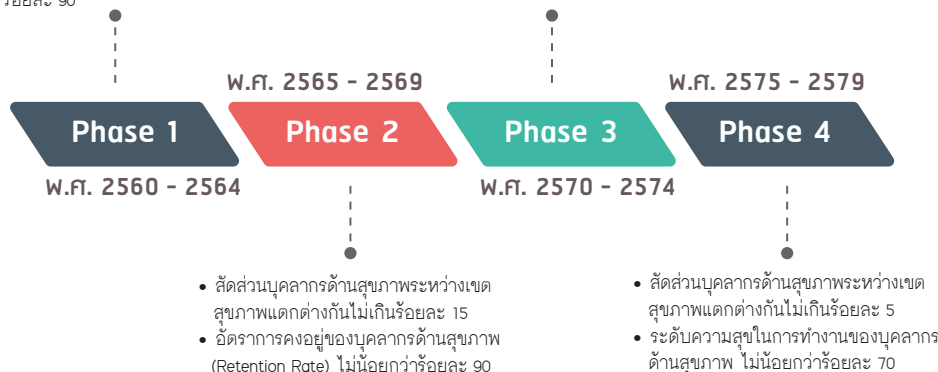 ร้อยละ 90
พ.ศ. 2565 - 2569
พ.ศ. 2575 - 2579
Phase 1
Phase 2
Phase 3
Phase 4
พ.ศ. 2560 - 2564
พ.ศ. 2570 - 2574
• สัดส่วนบุคลากรด้านสุขภาพระหว่างเขต
สุขภาพแตกต่างกันไม่เกินร้อยละ 15
• อัตราการคงอยู่ของบุคลากรด้านสุขภาพ
(Retention Rate) ไม่น้อยกว่าร้อยละ 90
• สัดส่วนบุคลากรด้านสุขภาพระหว่างเขต
สุขภาพแตกต่างกันไม่เกินร้อยละ 5
• ระดับความสุขในการทำงานของบุคลากร
ด้านสุขภาพ ไม่น้อยกว่าร้อยละ 70